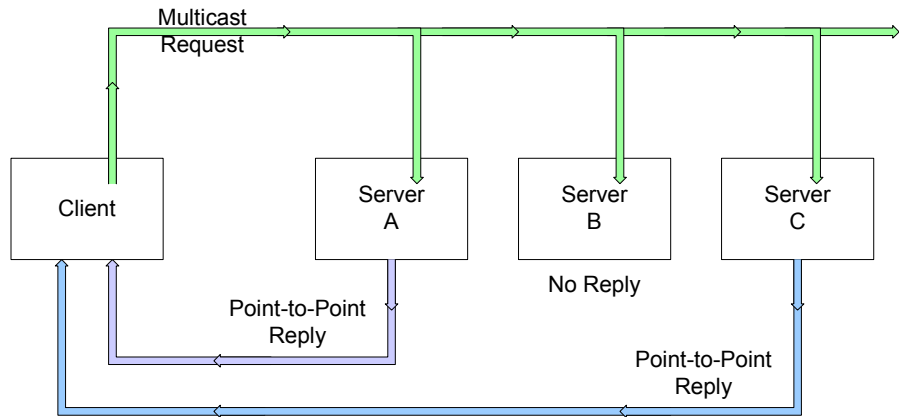 Multicast
Request
Client
Server
A
Server
B
Server
C
No Reply
Point-to-Point
Reply
Point-to-Point
Reply